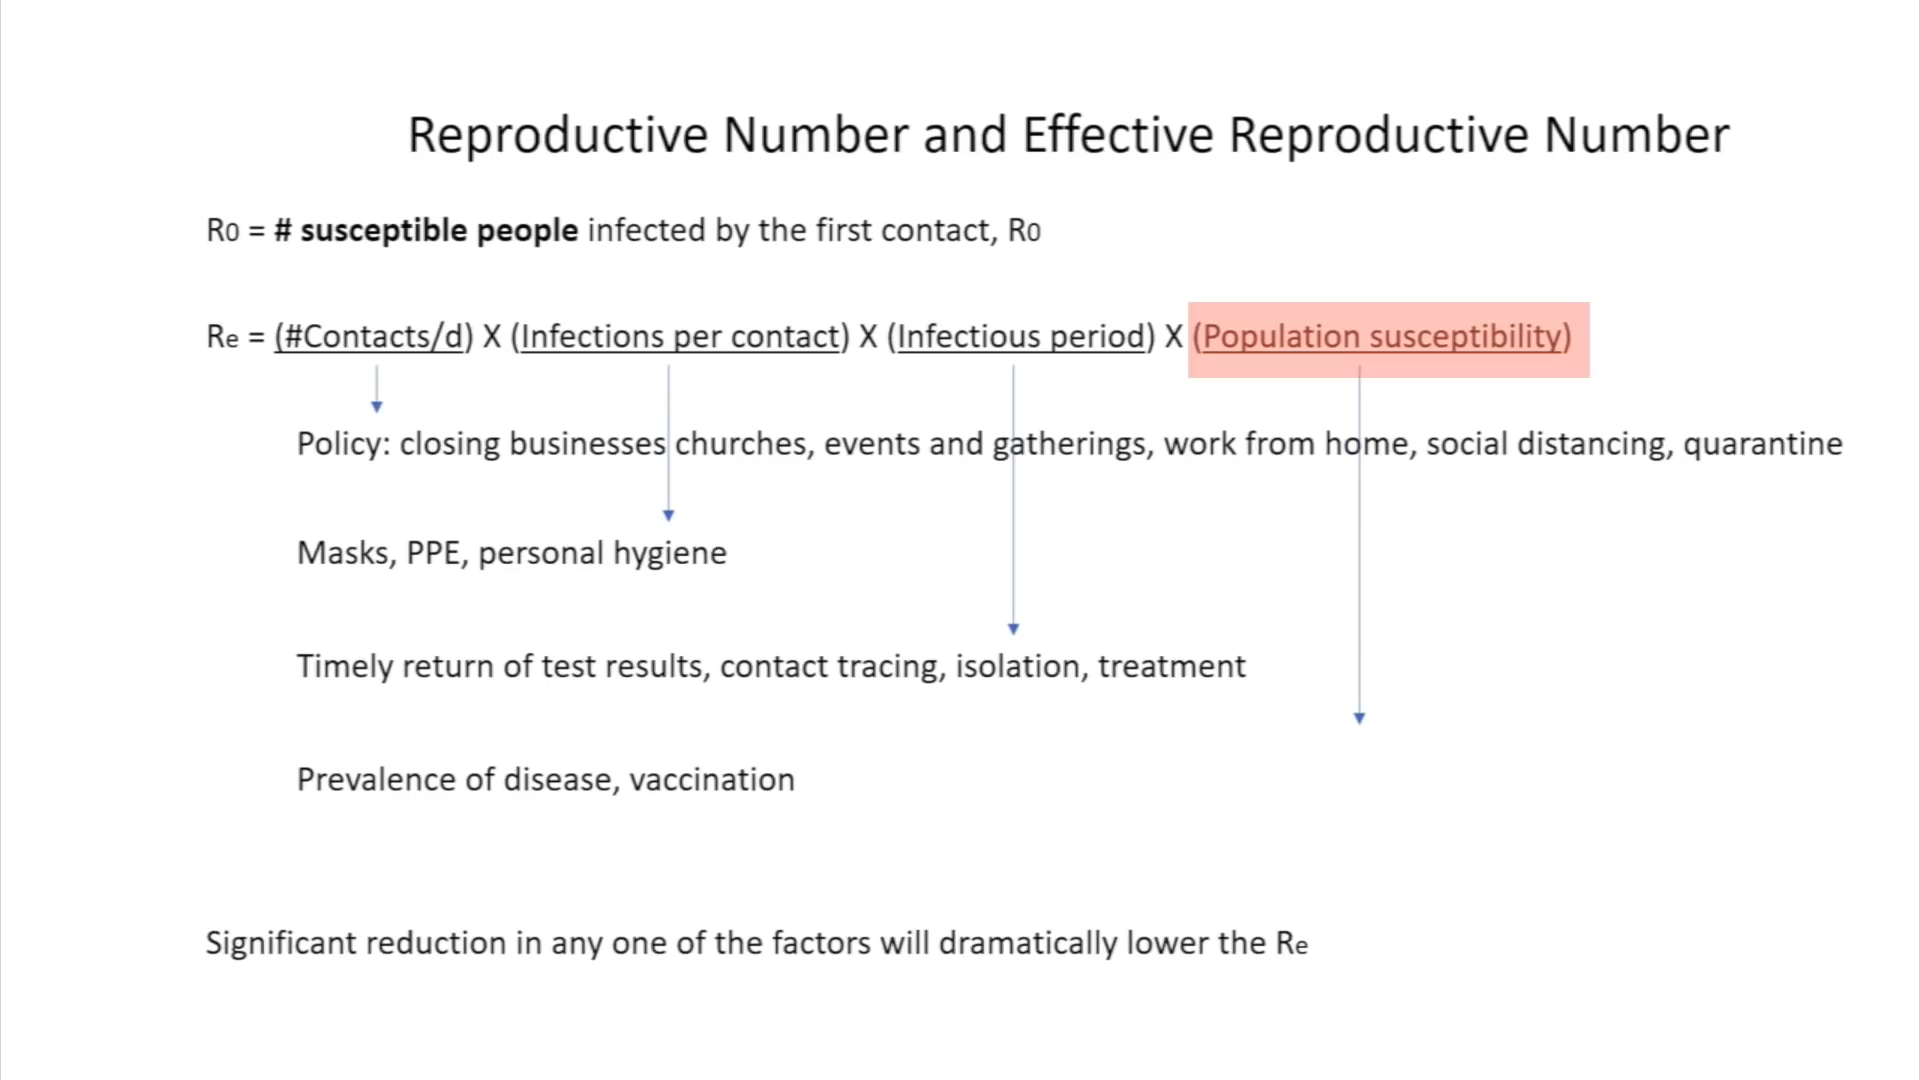 Reproductive Number and Effective Reproductive Number
R0 = # susceptible people infected by the first contact, R0
Re = (#Contacts/d) X (Infections per contact) X (Infectious period) X (Population susceptibility)
Policy: closing businesses churches, events and gatherings, work from home, social distancing, quarantine
Masks, PPE, personal hygiene
Timely return of test results, contact tracing, isolation, treatment
Prevalence of disease, vaccination
Significant reduction in any one of the factors will dramatically lower the Re